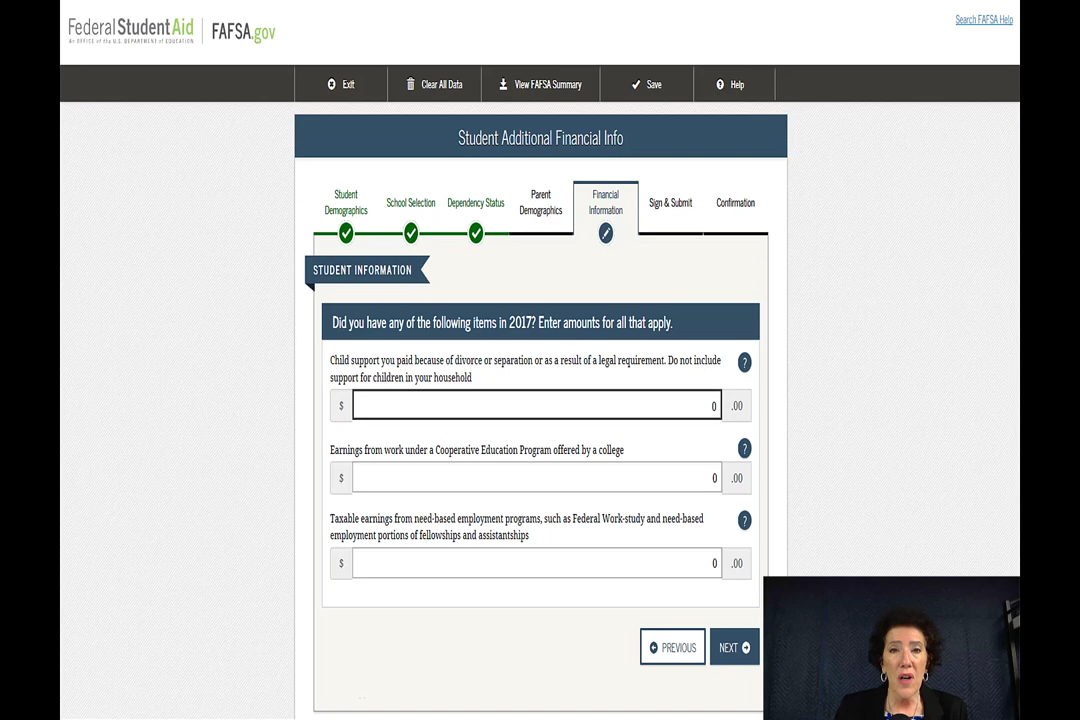 Federal Student Aid
An OFFICE of the U.S. DEPARTMENT of EDUCATION
FAFSA.gov
Search FAFSA Help
Exit
Clear All Data
View FAFSA Summary
Save
? Help
Student Additional Financial Info
Student
Demographics
School Selection
Dependency Status
Parent
Demographics
Financial
Information
Sign & Submit
Confirmation
STUDENT INFORMATION
Did you have any of the following items in 2017? Enter amounts for all that apply.
Child support you paid because of divorce or separation or as a result of a legal requirement. Do not include
support for children in your household
?
$ 0 .00
Earnings from work under a Cooperative Education Program offered by a college
?
$ 0 .00
Taxable earnings from need-based employment programs, such as Federal Work-study and need-based
employment portions of fellowships and assistantships
?
$ 0 .00
PREVIOUS
NEXT